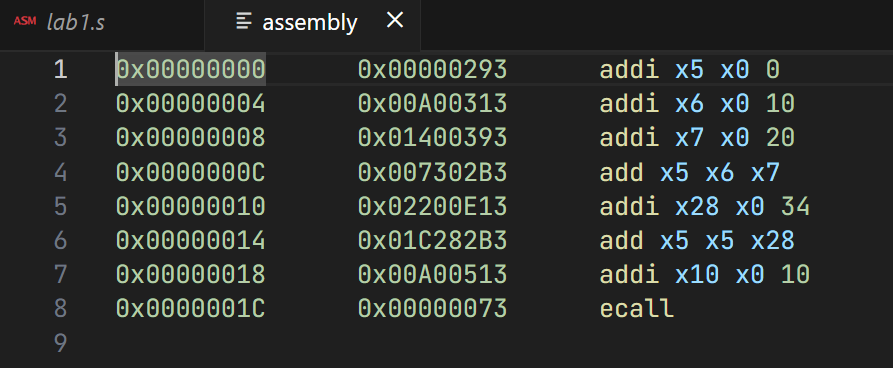 ASM lab1.s assembly
1 0x00000000 0x00000293 addi x5 x0 0
2 0x00000004 0x00A00313 addi x6 x0 10
3 0x00000008 0x01400393 addi x7 x0 20
4 0x0000000C 0x007302B3 add x5 x6 x7
5 0x00000010 0x02200E13 addi x28 x0 34
6 0x00000014 0x01C282B3 add x5 x5 x28
7 0x00000018 0x00A00513 addi x10 x0 10
8 0x0000001C 0x00000073 ecall
9